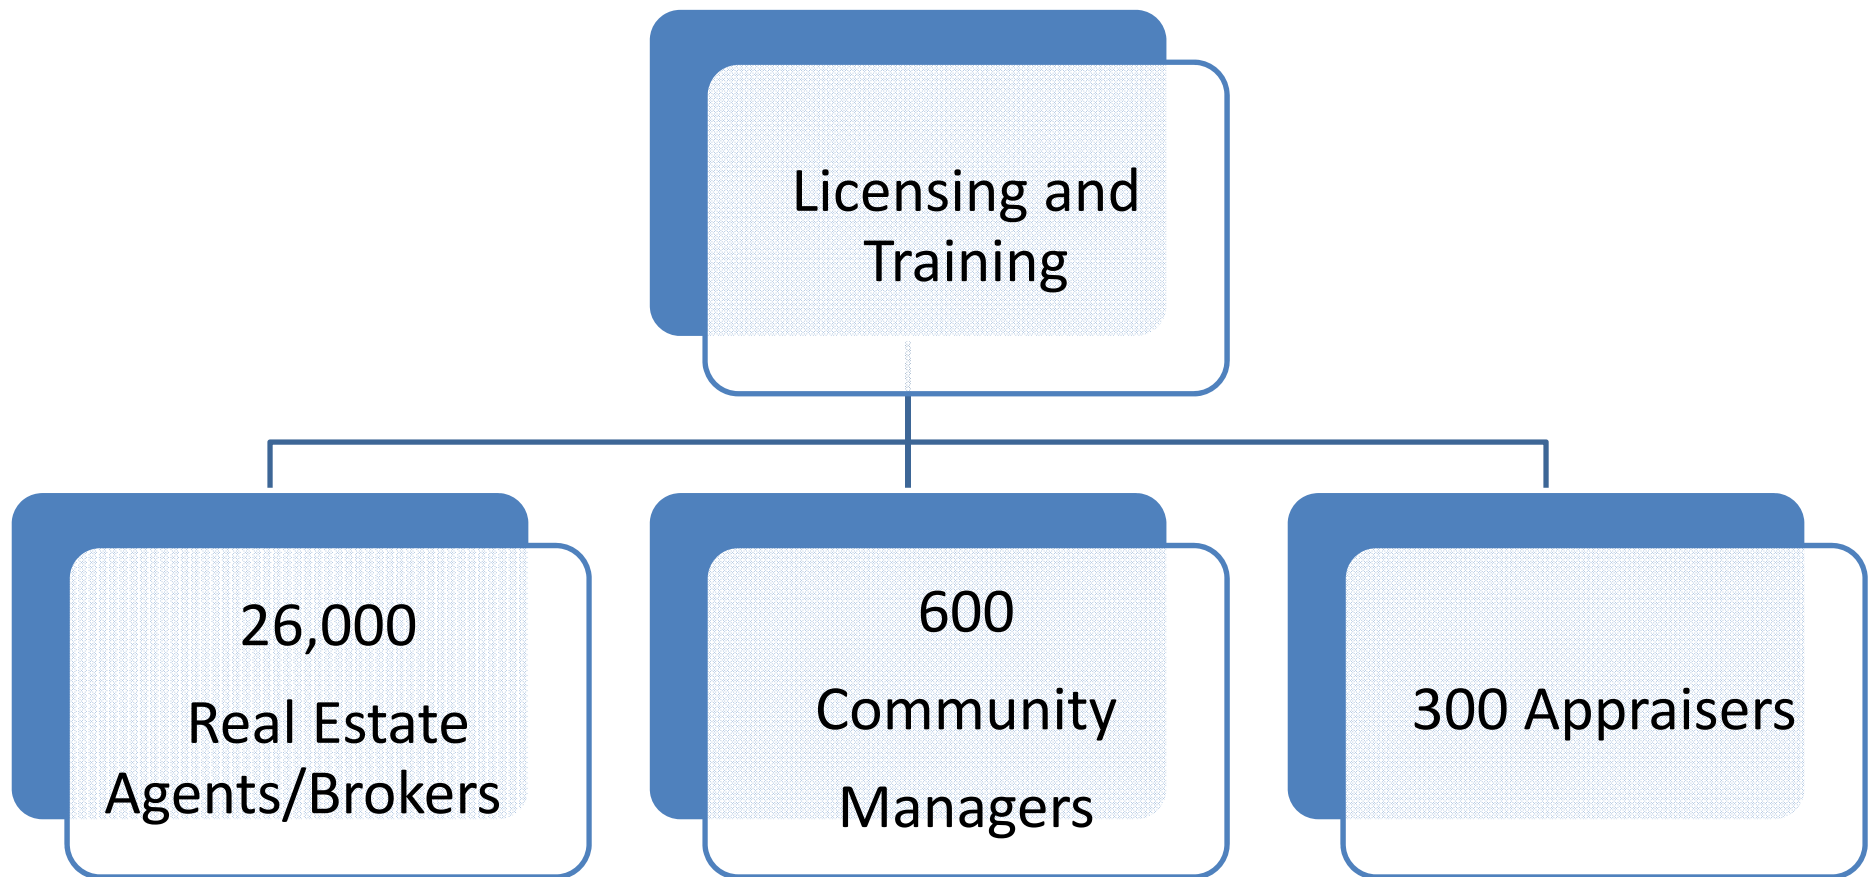 Licensing and
Training
26,000
Real Estate
Agents/Brokers
600
Community
Managers
300 Appraisers